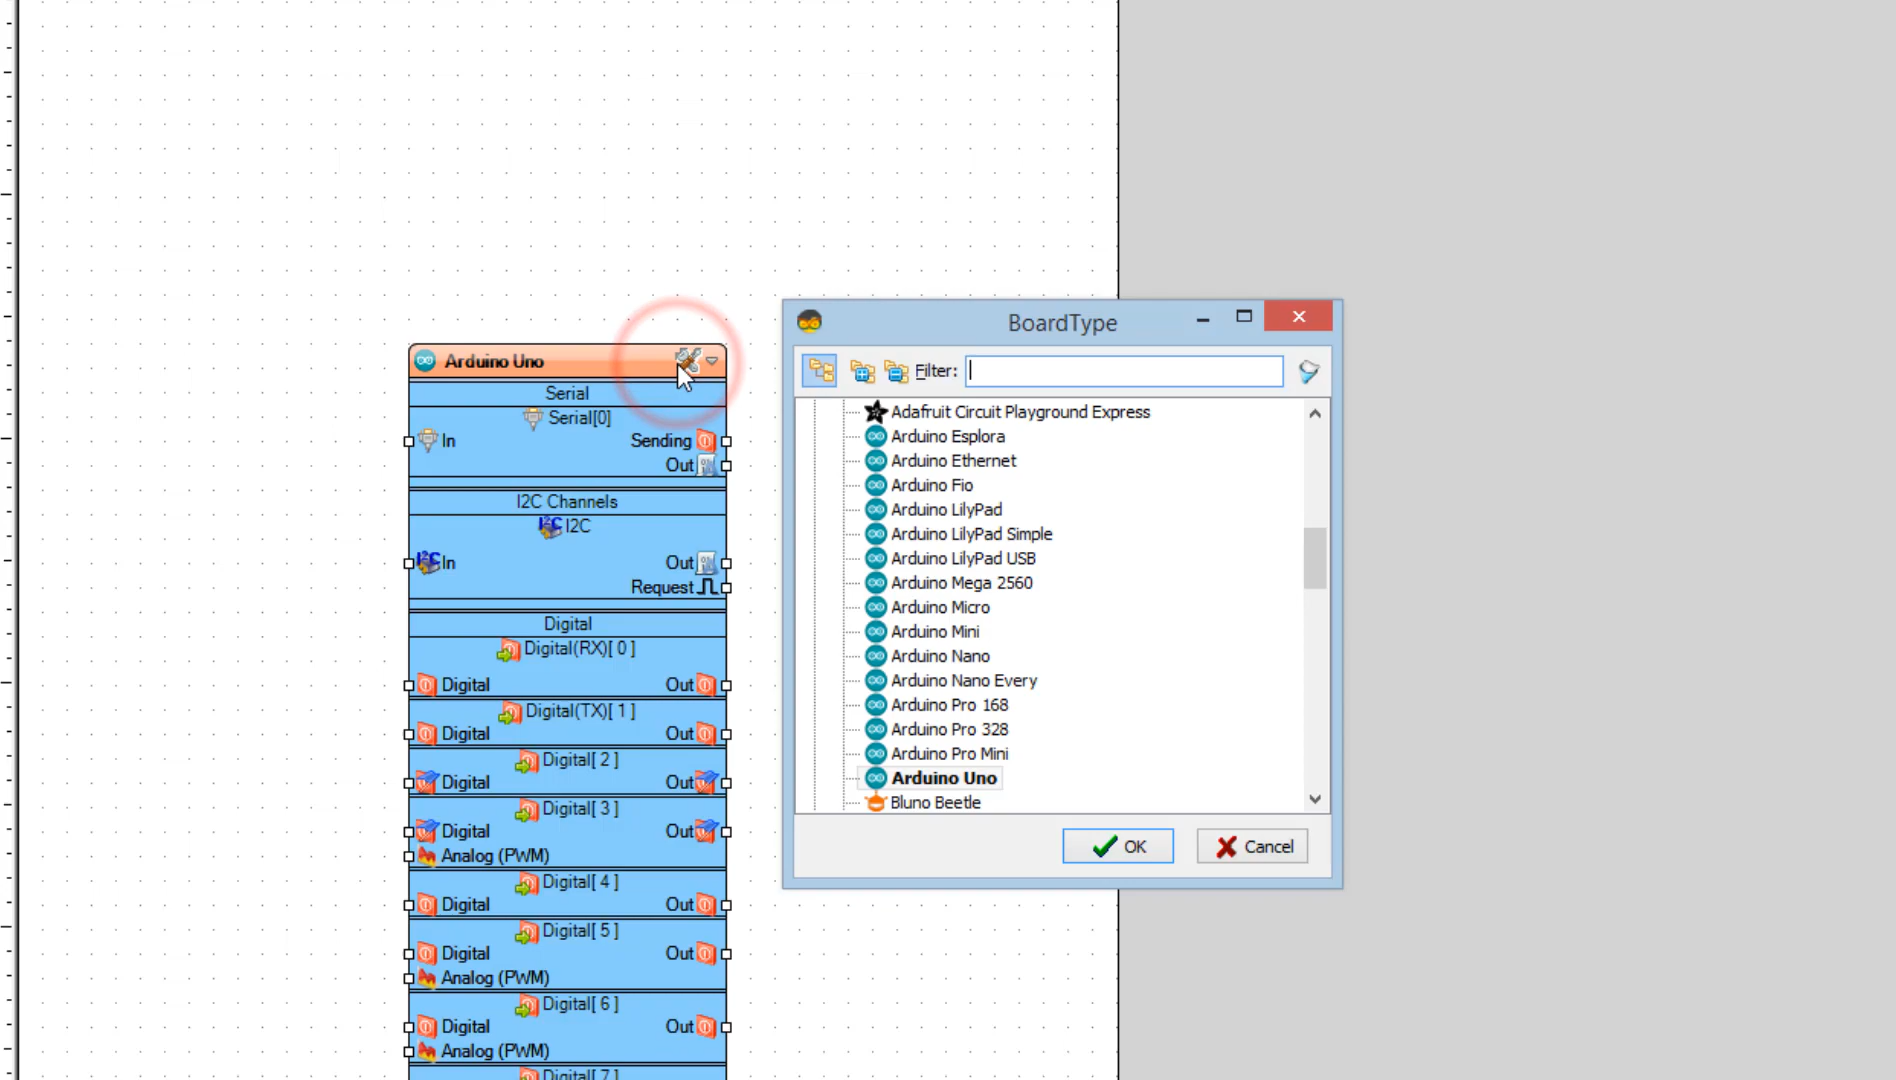 Arduino Uno
Serial
Serial[0]
In Sending
Out
I2C Channels
I2C I2C
I2C In Out
Request
Digital
Digital(RX)[ 0 ]
Digital Out
Digital(TX)[ 1 ]
Digital Out
Digital[ 2 ]
Digital Out
Digital[ 3 ]
Digital Out
Analog (PWM)
Digital[ 4 ]
Digital Out
Digital[ 5 ]
Digital Out
Analog (PWM)
Digital[ 6 ]
Digital Out
Analog (PWM)
Digital[ 7 ]
BoardType
Filter:
Adafruit Circuit Playground Express
Arduino Esplora
Arduino Ethernet
Arduino Fio
Arduino LilyPad
Arduino LilyPad Simple
Arduino LilyPad USB
Arduino Mega 2560
Arduino Micro
Arduino Mini
Arduino Nano
Arduino Nano Every
Arduino Pro 168
Arduino Pro 328
Arduino Pro Mini
Arduino Uno
Bluno Beetle
OK Cancel